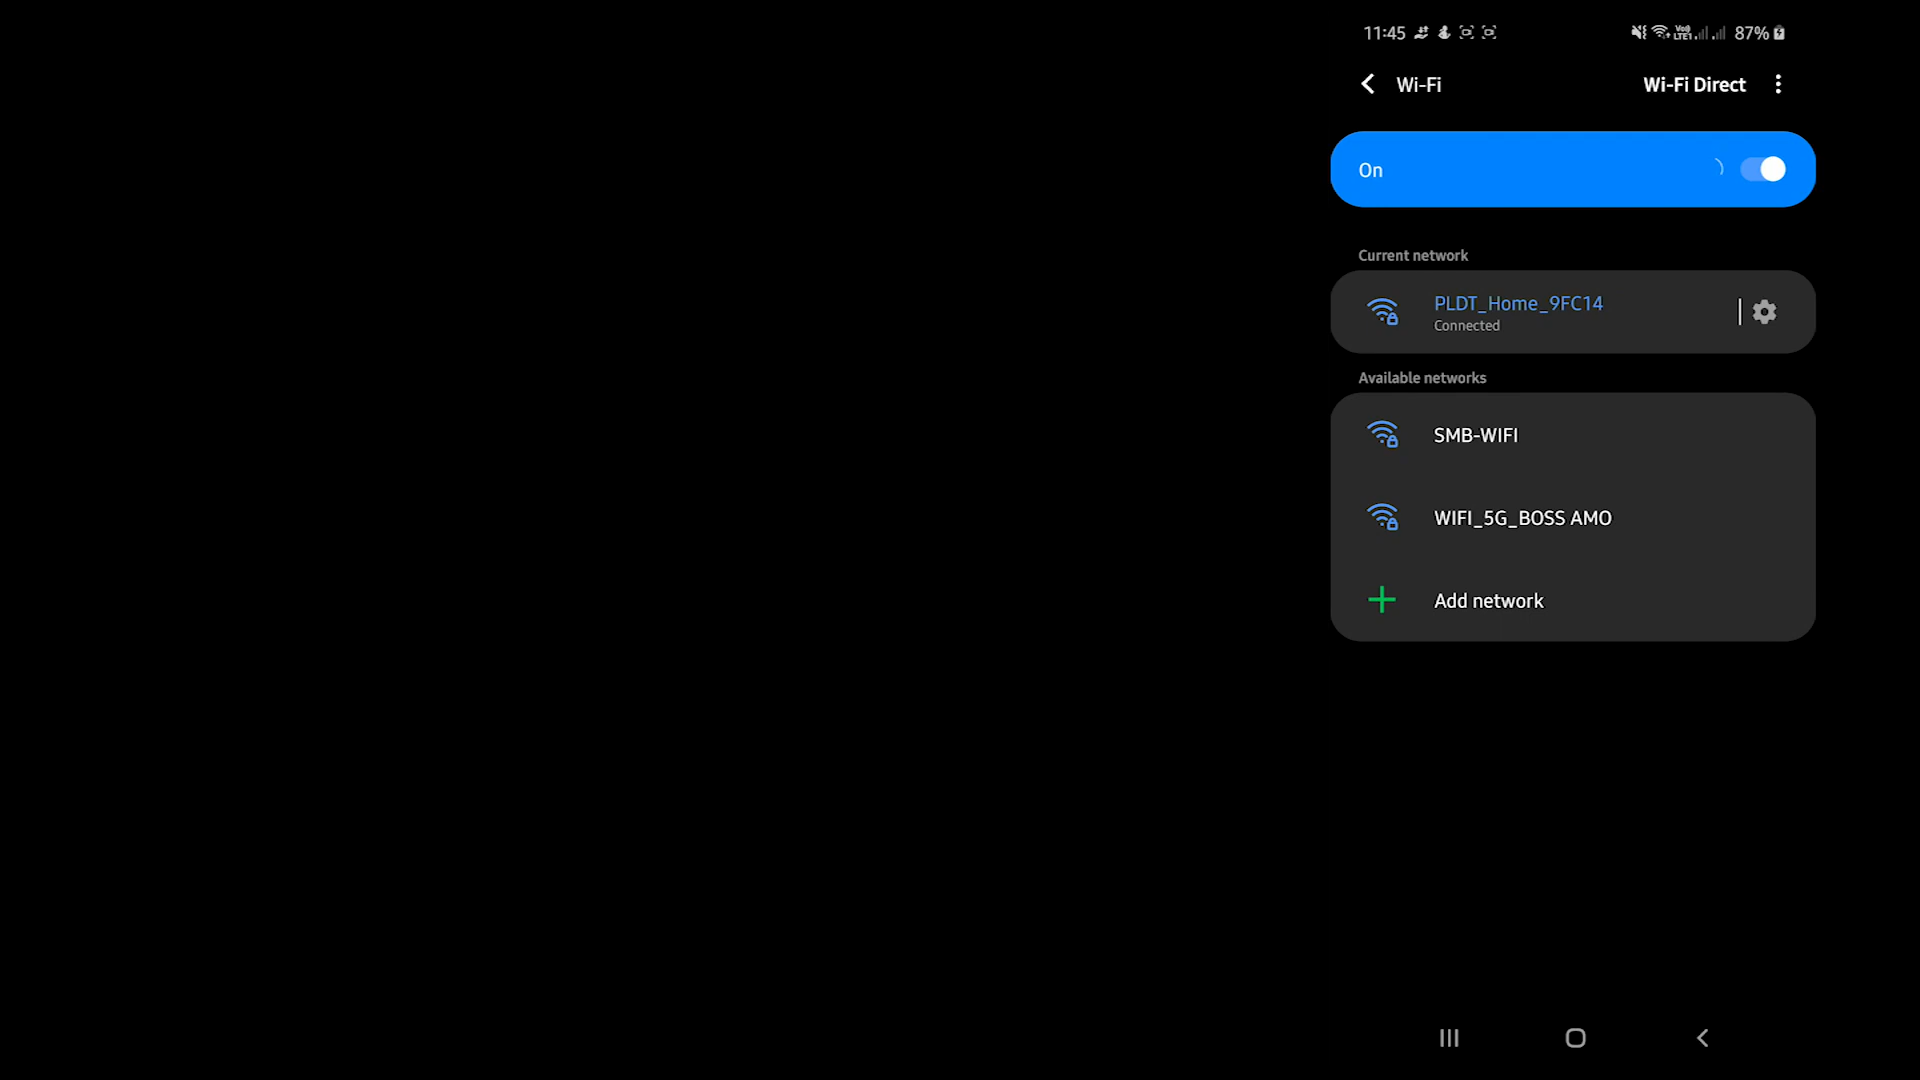 11:45 87%
Wi-Fi Wi-Fi Direct
On
Current network
PLDT_Home_9FC14
Connected
Available networks
SMB-WIFI
WIFI_5G_BOSS AMO
Add network